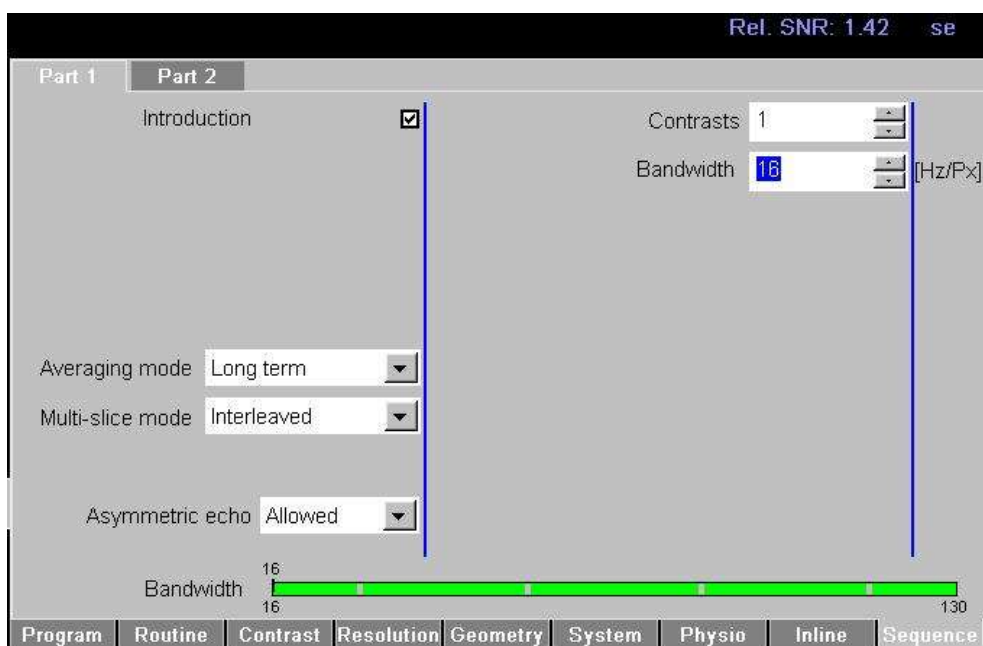 Rel. SNR: 1.42 se
Part 1 Part 2
Introduction
Contrasts 1
Bandwidth 16 [Hz/Px]
Averaging mode Long term
Multi-slice mode Interleaved
Asymmetric echo Allowed
16
Bandwidth
16 130
Program Routine Contrast Resolution Geometry System Physio Inline Sequence